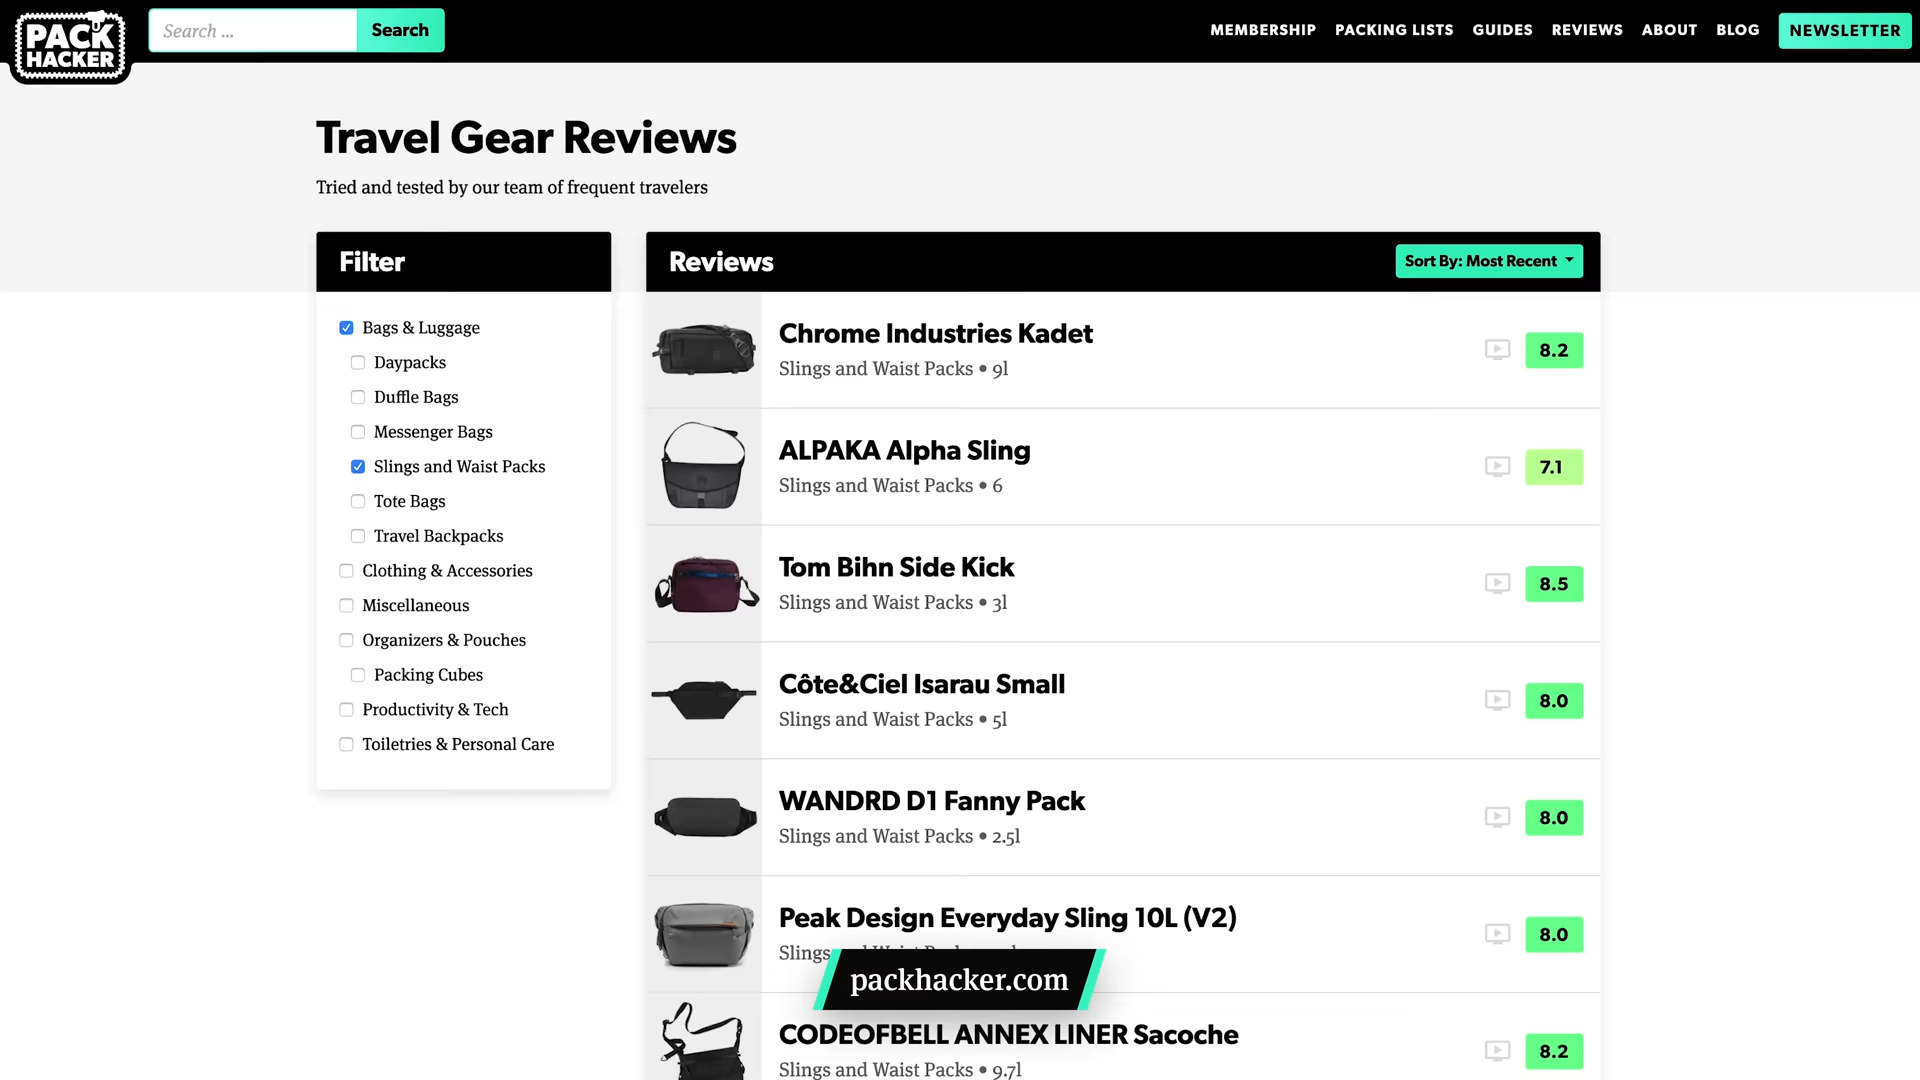 PACK
HACKER
Search ...
Search
MEMBERSHIP
PACKING LISTS
GUIDES
REVIEWS
ABOUT
BLOG
NEWSLETTER
Travel Gear Reviews
Tried and tested by our team of frequent travelers
Filter
Bags & Luggage
Daypacks
Duffle Bags
Messenger Bags
Slings and Waist Packs
Tote Bags
Travel Backpacks
Clothing & Accessories
Miscellaneous
Organizers & Pouches
Packing Cubes
Productivity & Tech
Toiletries & Personal Care
Reviews
Sort By: Most Recent
Chrome Industries Kadet
Slings and Waist Packs • 9l
8.2
ALPAKA Alpha Sling
Slings and Waist Packs • 6
7.1
Tom Bihn Side Kick
Slings and Waist Packs • 3l
8.5
Côte&Ciel Isarau Small
Slings and Waist Packs • 5l
8.0
WANDRD D1 Fanny Pack
Slings and Waist Packs • 2.5l
8.0
Peak Design Everyday Sling 10L (V2)
Slings
8.0
packhacker.com
CODEOFBELL ANNEX LINER Sacoche
Slings and Waist Packs • 9.7l
8.2